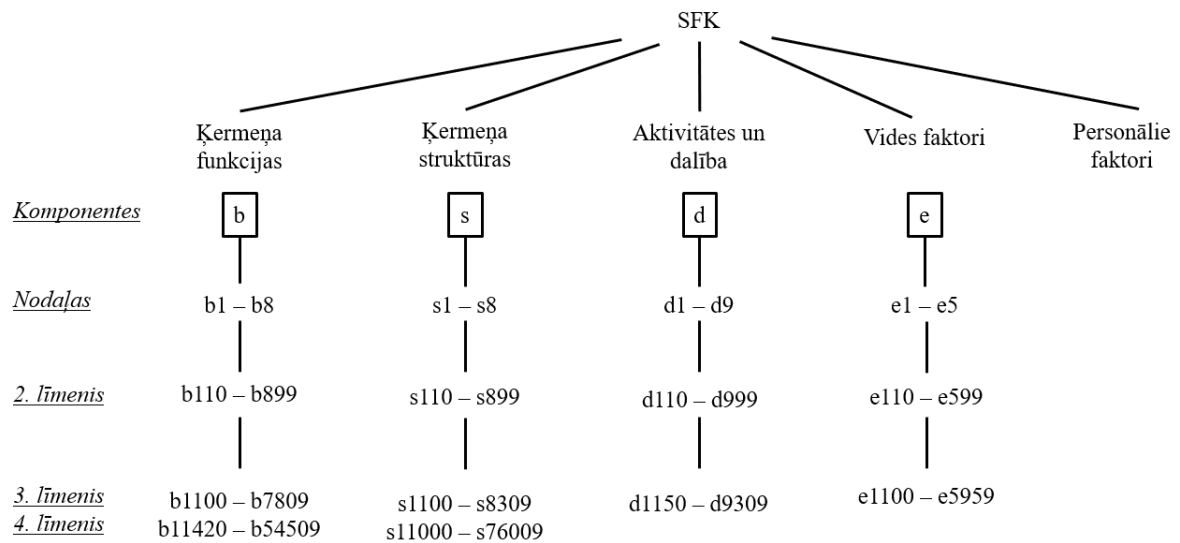 SFK
Ķermeņa funkcijas
Ķermeņa struktūras
Aktivitātes un dalība
Vides faktori
Personālie faktori
Komponentes b s d e
Nodaļas b1 – b8 s1 – s8 d1 – d9 e1 – e5
2. līmenis b110 – b899 s110 – s899 d110 – d999 e110 – e599
3. līmenis b1100 – b7809 s1100 – s8309 d1150 – d9309 e1100 – e5959
4. līmenis b11420 – b54509 s11000 – s76009